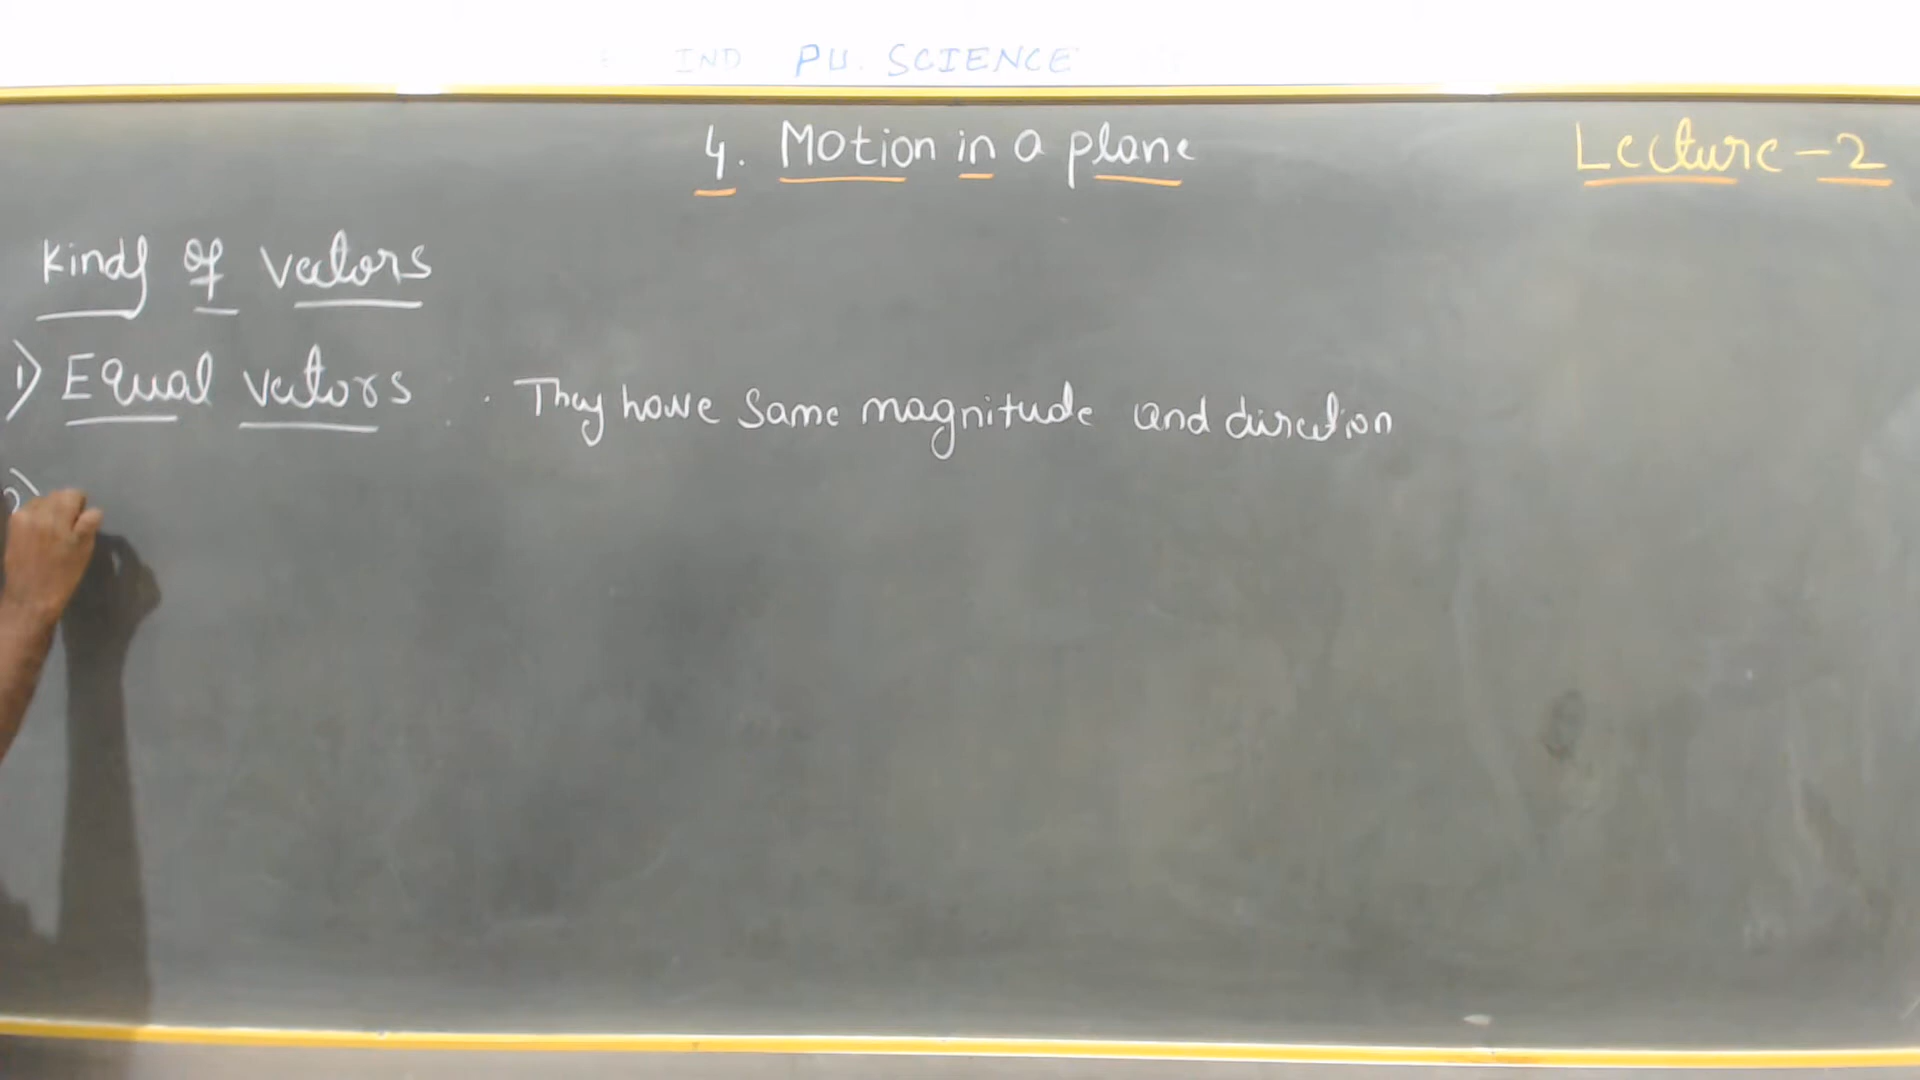 IND PU. SCIENCE
4. Motion in a plane
Lecture-2
Kinds of vectors
1) Equal vectors . They have same magnitude and direction
2)